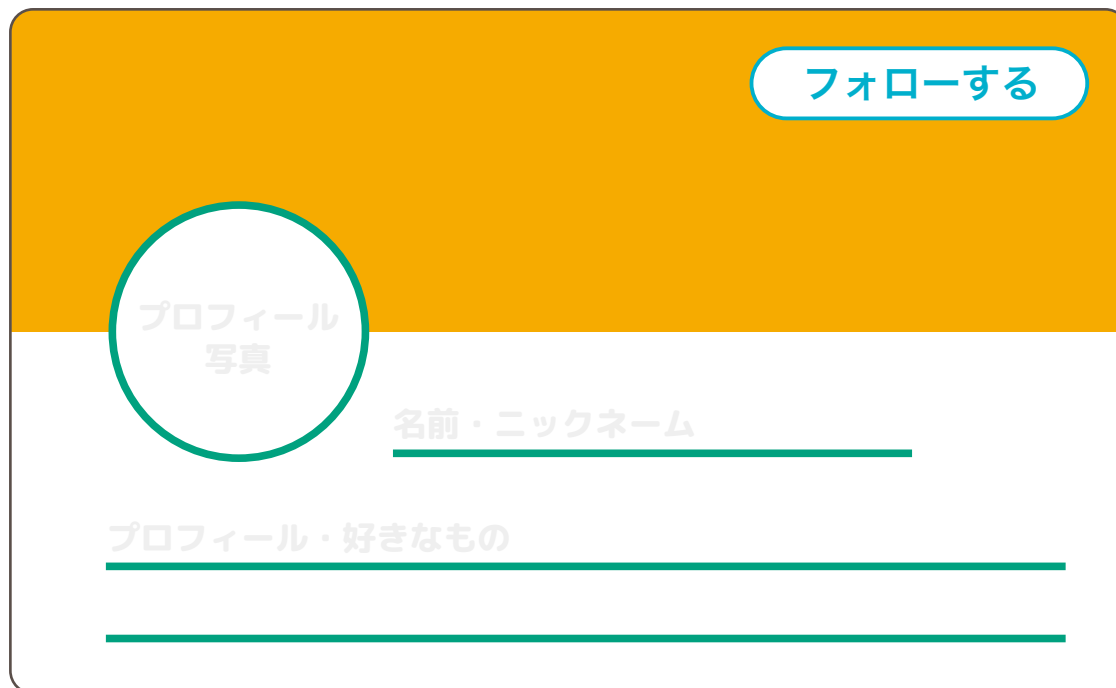 フォローする
プロフィール
写真
名前・ニックネーム
プロフィール・好きなもの